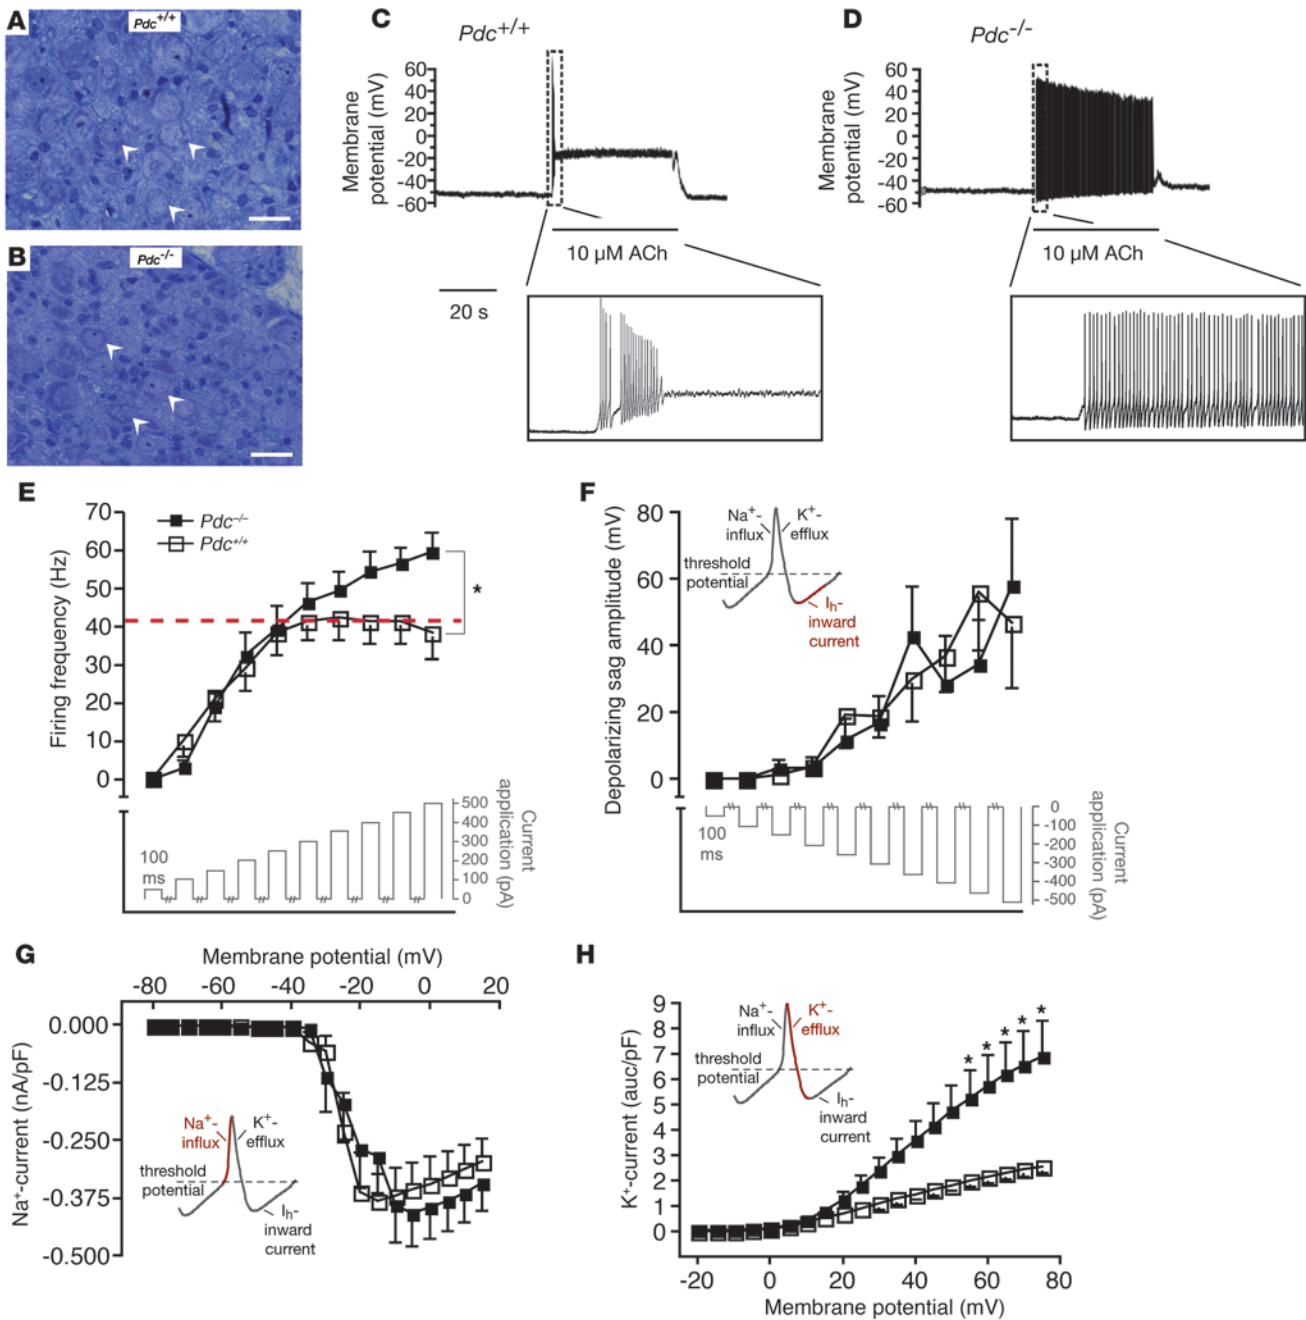 A
Pdc+/+
B
Pdc-/-
C
Pdc+/+
Membrane
potential (mV)
60
40
20
0
-20
-40
-60
10 µM ACh
20 s
D
Pdc-/-
Membrane
potential (mV)
60
40
20
0
-20
-40
-60
10 µM ACh
E
Firing frequency (Hz)
70
60
50
40
30
20
10
0
Pdc-/-
Pdc+/+
*
100
ms
500
400
300
200
100
0
Current
application (pA)
F
Depolarizing sag amplitude (mV)
80
60
40
20
0
Na+-
influx
K+-
efflux
threshold
potential
Ih-
inward
current
100
ms
0
-100
-200
-300
-400
-500
Current
application (pA)
G
Membrane potential (mV)
-80 -60 -40 -20 0 20
Na+-current (nA/pF)
0.000
-0.125
-0.250
-0.375
-0.500
Na+-
influx
K+-
efflux
threshold
potential
Ih-
inward
current
H
K+-current (auc/pF)
9
8
7
6
5
4
3
2
1
0
Na+-
influx
K+-
efflux
threshold
potential
Ih-
inward
current
* * * * *
-20 0 20 40 60 80
Membrane potential (mV)